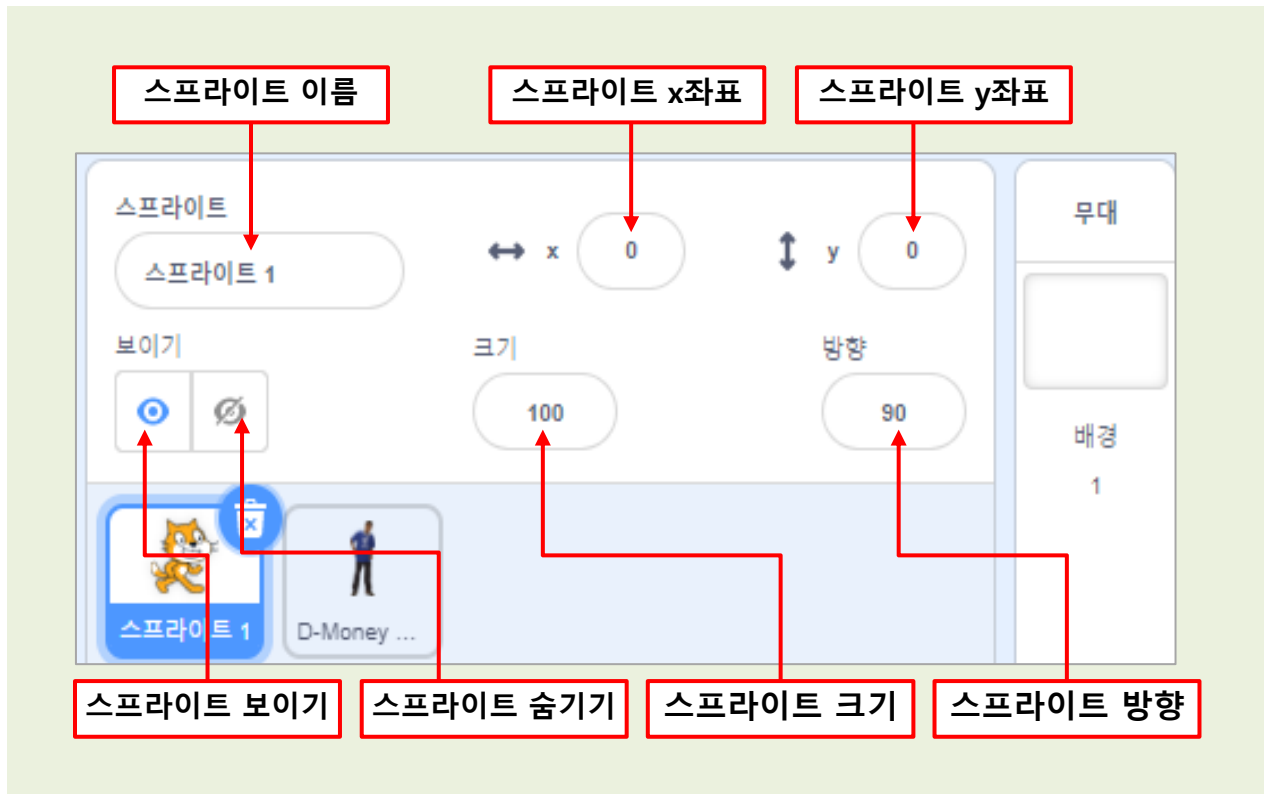 스프라이트 이름
스프라이트 x좌표
스프라이트 y좌표
스프라이트
스프라이트 1
x
0
y
0
무대
보이기
크기
방향
100
90
배경
1
스프라이트 1
D-Money ...
스프라이트 보이기
스프라이트 숨기기
스프라이트 크기
스프라이트 방향